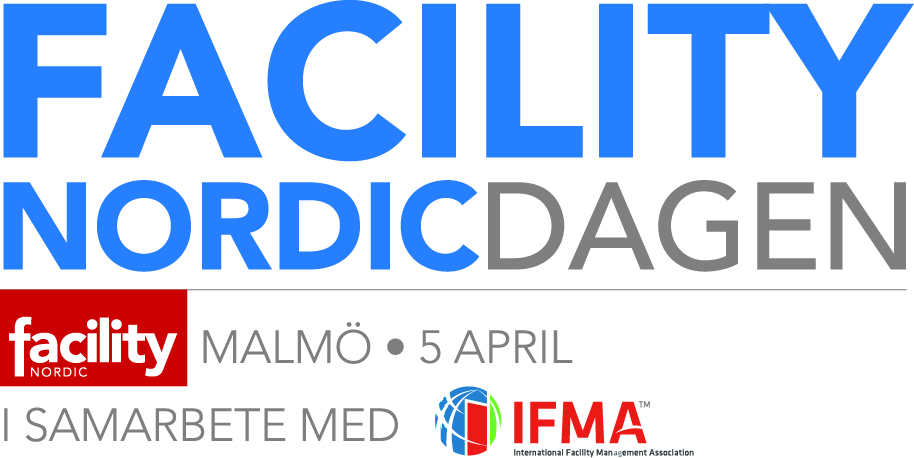 FACILITY
NORDICDAGEN
facility NORDIC
MALMÖ • 5 APRIL
I SAMARBETE MED
IFMA™
International Facility Management Association